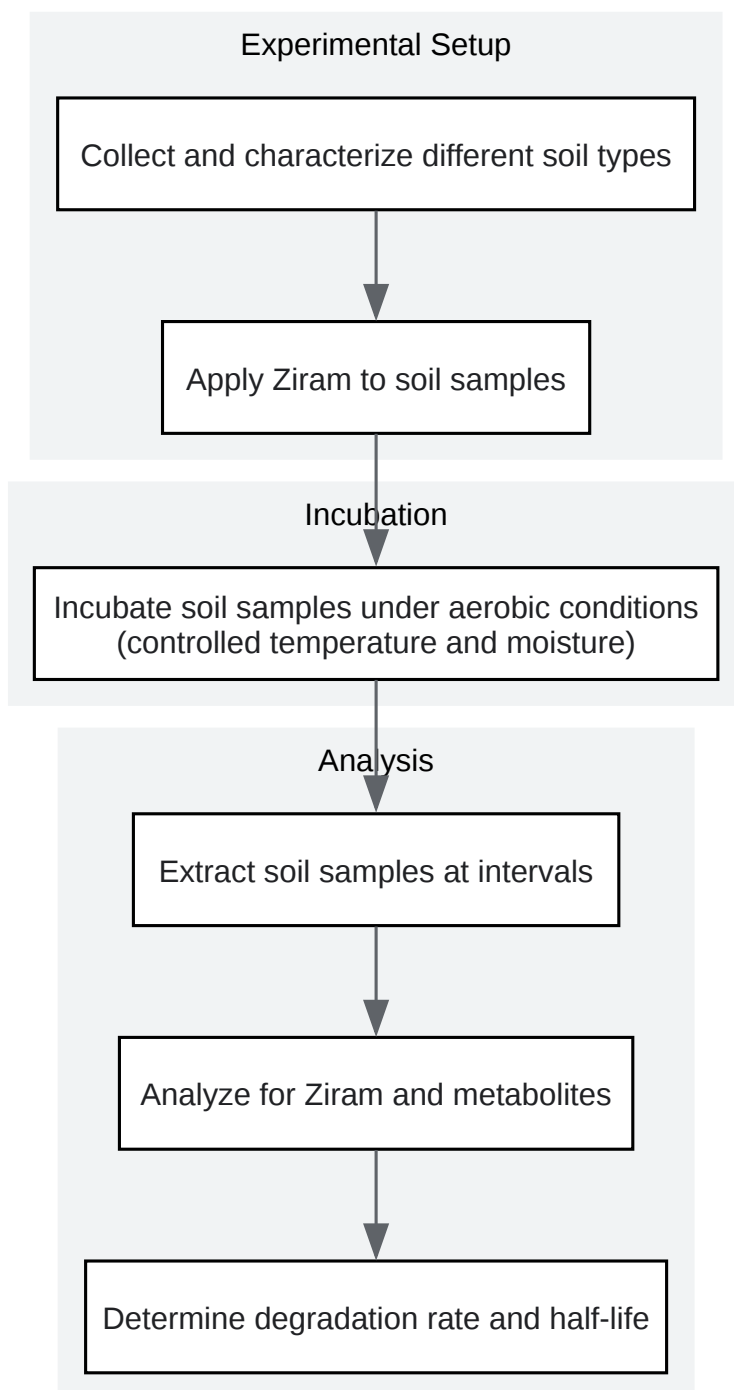 Experimental Setup
Collect and characterize different soil types
Apply Ziram to soil samples
Incubation
Incubate soil samples under aerobic conditions
(controlled temperature and moisture)
Analysis
Extract soil samples at intervals
Analyze for Ziram and metabolites
Determine degradation rate and half-life